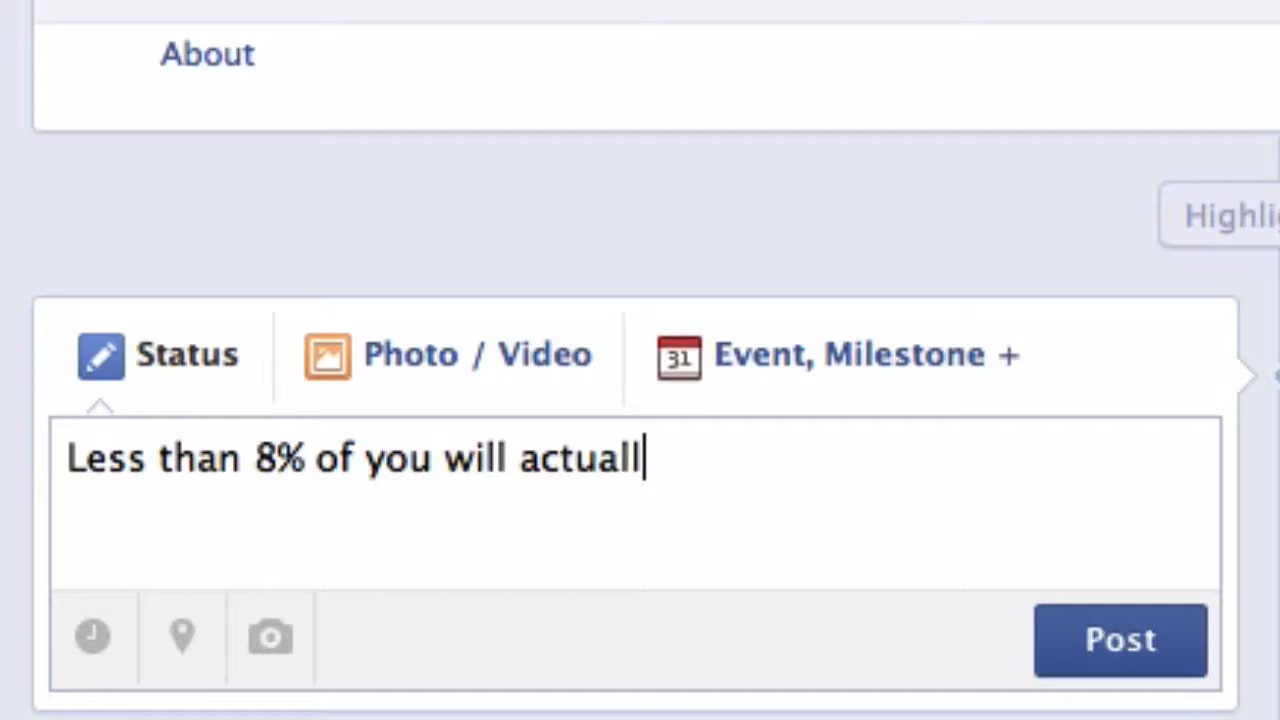 About
Highli
Status
Photo / Video
31
Event, Milestone +
Less than 8% of you will actuall
Post